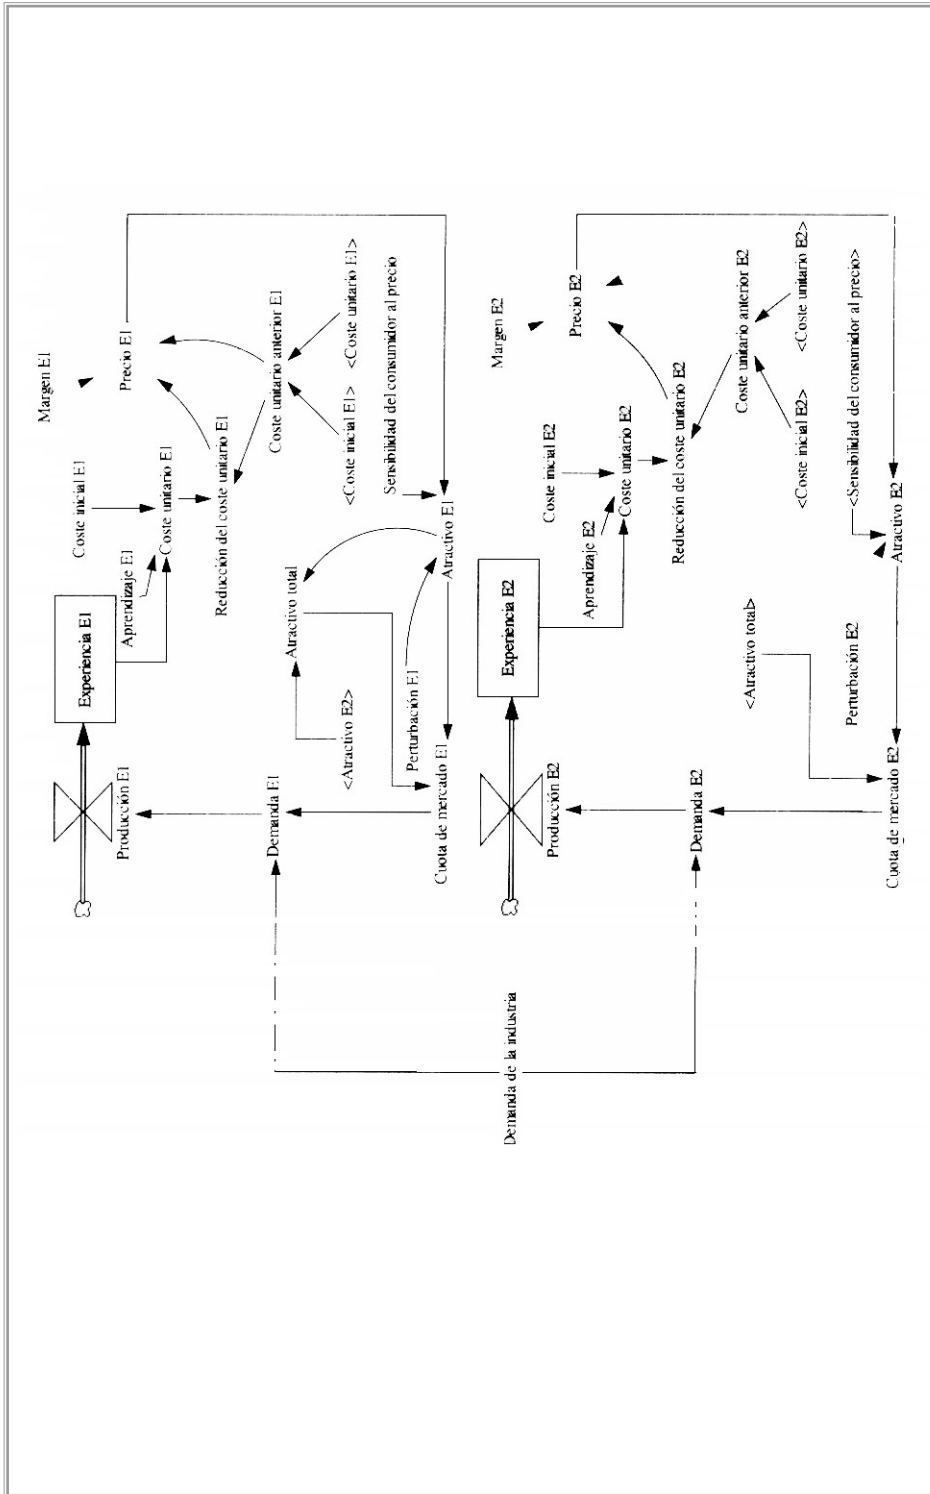 Margen E1
Precio E1
Coste inicial E1
Aprendizaje E1
Coste unitario E1
Reducción del coste unitario E1
Coste unitario anterior E1
<Coste inicial E1>
<Coste unitario E1>
Sensibilidad del consumidor al precio
Experiencia E1
Producción E1
Demanda E1
Atractivo total
<Atractivo E2>
Perturbación E1
Atractivo E1
Cuota de mercado E1
Demanda de la industria
Margen E2
Precio E2
Coste inicial E2
Aprendizaje E2
Coste unitario E2
Reducción del coste unitario E2
Coste unitario anterior E2
<Coste inicial E2>
<Coste unitario E2>
<Sensibilidad del consumidor al precio>
Experiencia E2
Producción E2
Demanda E2
<Atractivo total>
Perturbación E2
Atractivo E2
Cuota de mercado E2